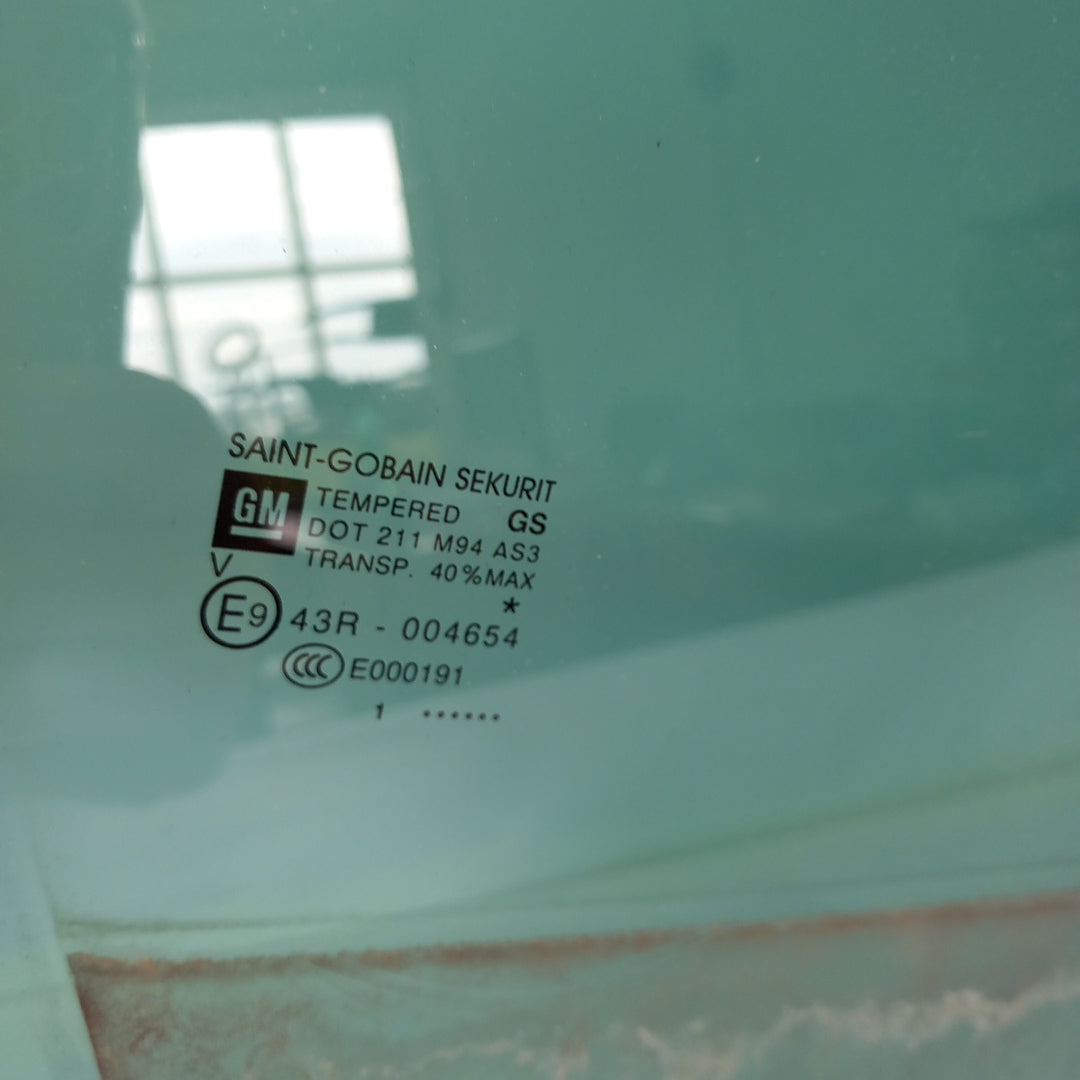 SAINT-GOBAIN SEKURIT
GM TEMPERED GS
DOT 211 M94 AS3
V TRANSP. 40%MAX
*
E9 43R - 004654
CCC E000191
1 ······